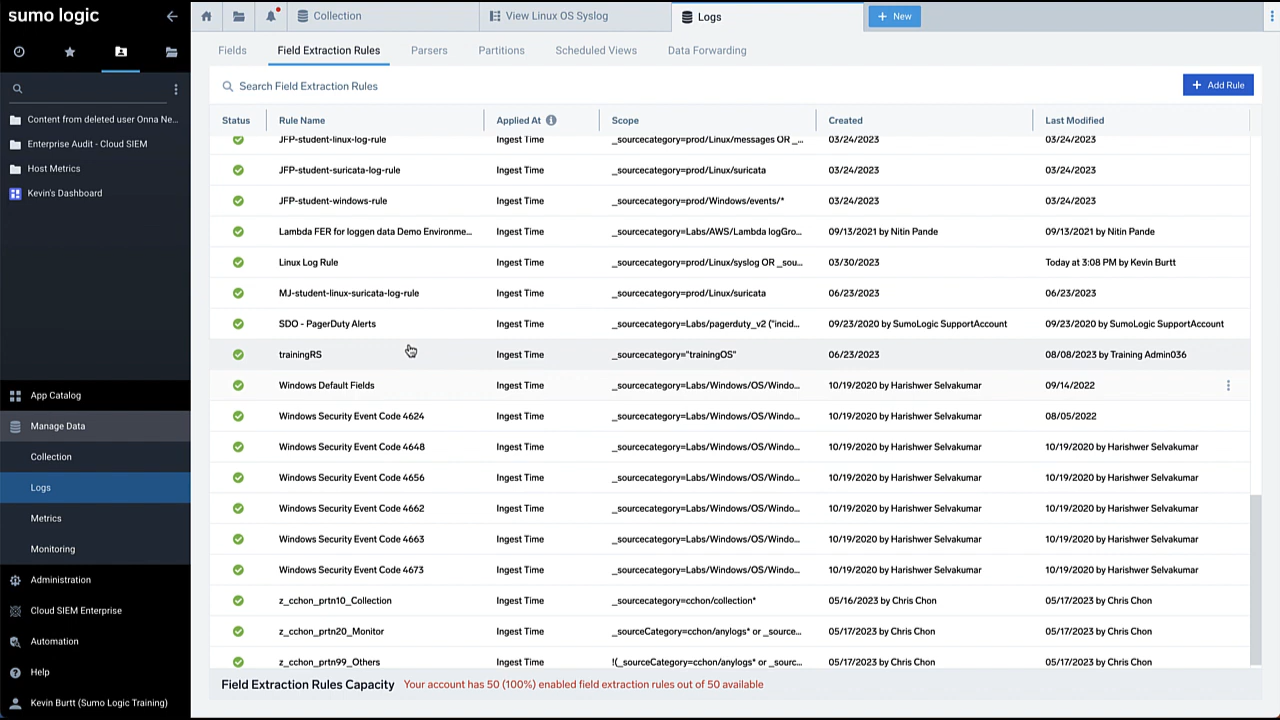 sumo logic
Collection
View Linux OS Syslog
Logs
+ New
Fields
Field Extraction Rules
Parsers
Partitions
Scheduled Views
Data Forwarding
Search Field Extraction Rules
+ Add Rule
Content from deleted user Onna Ne...
Enterprise Audit - Cloud SIEM
Host Metrics
Kevin's Dashboard
App Catalog
Manage Data
Collection
Logs
Metrics
Monitoring
Administration
Cloud SIEM Enterprise
Automation
Help
Kevin Burtt (Sumo Logic Training)
Status Rule Name Applied At Scope Created Last Modified
JFP-student-linux-log-rule Ingest Time _sourcecategory=prod/Linux/messages OR _... 03/24/2023 03/24/2023
JFP-student-suricata-log-rule Ingest Time _sourcecategory=prod/Linux/suricata 03/24/2023 03/24/2023
JFP-student-windows-rule Ingest Time _sourcecategory=prod/Windows/events/* 03/24/2023 03/24/2023
Lambda FER for loggen data Demo Environme... Ingest Time _sourcecategory=Labs/AWS/Lambda logGro... 09/13/2021 by Nitin Pande 09/13/2021 by Nitin Pande
Linux Log Rule Ingest Time _sourcecategory=prod/Linux/syslog OR _sou... 03/30/2023 Today at 3:08 PM by Kevin Burtt
MJ-student-linux-suricata-log-rule Ingest Time _sourcecategory=prod/Linux/suricata 06/23/2023 06/23/2023
SDO - PagerDuty Alerts Ingest Time _sourcecategory=Labs/pagerduty_v2 ("incid... 09/23/2020 by SumoLogic SupportAccount 09/23/2020 by SumoLogic SupportAccount
trainingRS Ingest Time _sourcecategory="trainingOS" 06/23/2023 08/08/2023 by Training Admin036
Windows Default Fields Ingest Time _sourcecategory=Labs/Windows/OS/Windo... 10/19/2020 by Harishwer Selvakumar 09/14/2022
Windows Security Event Code 4624 Ingest Time _sourcecategory=Labs/Windows/OS/Windo... 10/19/2020 by Harishwer Selvakumar 08/05/2022
Windows Security Event Code 4648 Ingest Time _sourcecategory=Labs/Windows/OS/Windo... 10/19/2020 by Harishwer Selvakumar 10/19/2020 by Harishwer Selvakumar
Windows Security Event Code 4656 Ingest Time _sourcecategory=Labs/Windows/OS/Windo... 10/19/2020 by Harishwer Selvakumar 10/19/2020 by Harishwer Selvakumar
Windows Security Event Code 4662 Ingest Time _sourcecategory=Labs/Windows/OS/Windo... 10/19/2020 by Harishwer Selvakumar 10/19/2020 by Harishwer Selvakumar
Windows Security Event Code 4663 Ingest Time _sourcecategory=Labs/Windows/OS/Windo... 10/19/2020 by Harishwer Selvakumar 10/19/2020 by Harishwer Selvakumar
Windows Security Event Code 4673 Ingest Time _sourcecategory=Labs/Windows/OS/Windo... 10/19/2020 by Harishwer Selvakumar 10/19/2020 by Harishwer Selvakumar
z_cchon_prtn10_Collection Ingest Time _sourcecategory=cchon/collection* 05/16/2023 by Chris Chon 05/17/2023 by Chris Chon
z_cchon_prtn20_Monitor Ingest Time _sourceCategory=cchon/anylogs* or _source... 05/17/2023 by Chris Chon 05/17/2023 by Chris Chon
z_cchon_prtn99_Others Ingest Time !(_sourceCategory=cchon/anylogs* or _sourc... 05/17/2023 by Chris Chon 05/17/2023 by Chris Chon
Field Extraction Rules Capacity Your account has 50 (100%) enabled field extraction rules out of 50 available